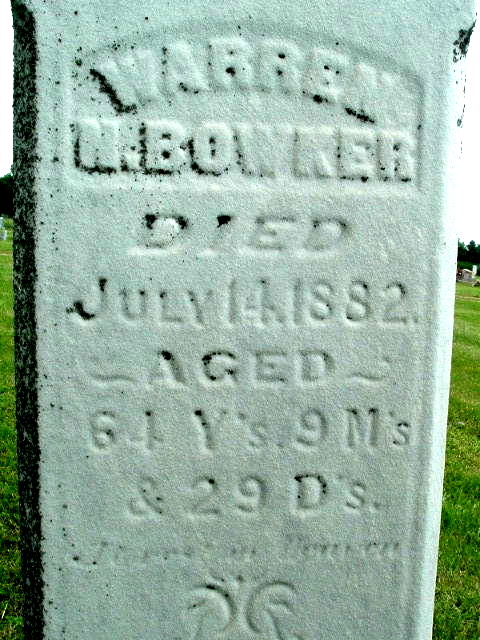 WARREN
N. BOWKER
DIED
JULY 14, 1882.
AGED
64 Y's. 9 M's
& 29 D's.